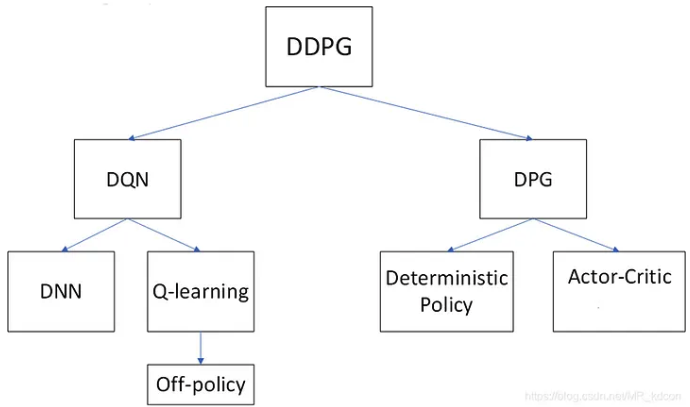 DDPG
DQN
DPG
DNN
Q-learning
Deterministic
Policy
Actor-Critic
Off-policy
https://blog.csdn.net/MR_kdcon